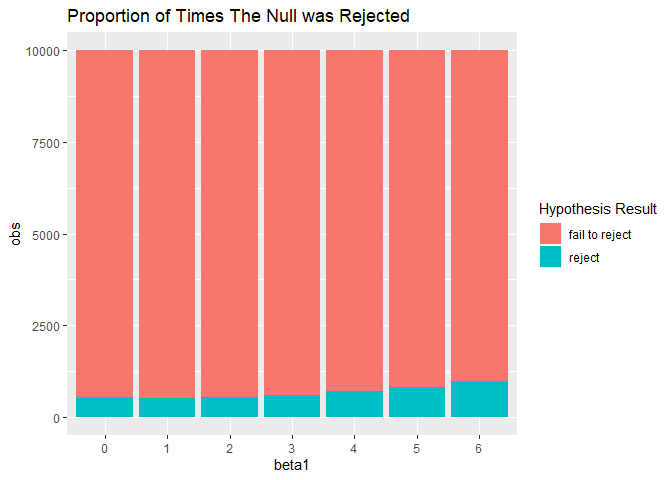 Proportion of Times The Null was Rejected
10000
7500
5000
2500
0
obs
0 1 2 3 4 5 6
beta1
Hypothesis Result
fail to reject
reject